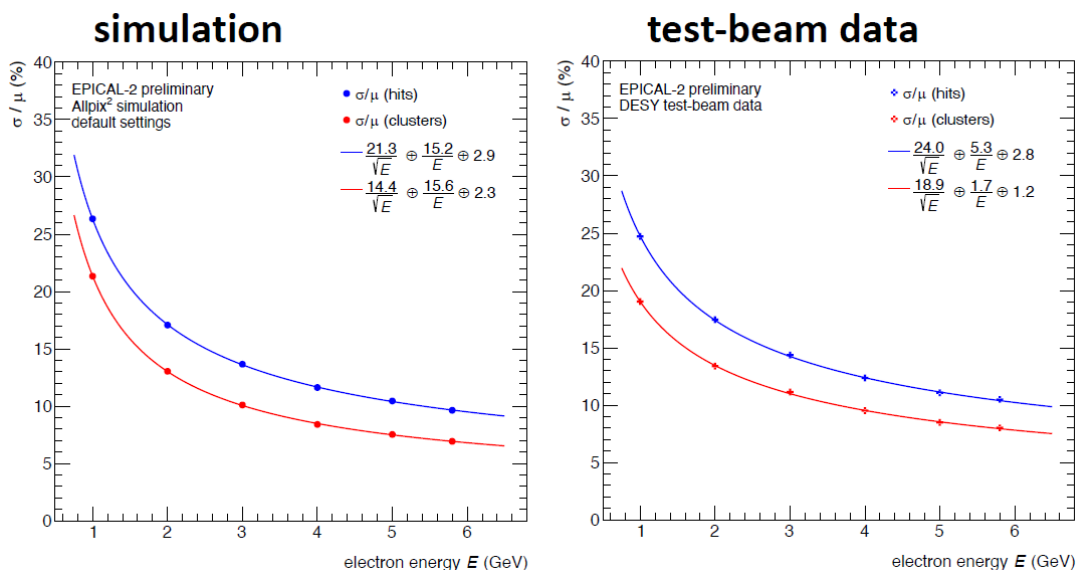 simulation
σ / μ (%)
40
35
30
25
20
15
10
5
0
EPICAL-2 preliminary
Allpix² simulation
default settings
σ/μ (hits)
σ/μ (clusters)
21.3/√E ⊕ 15.2/E ⊕ 2.9
14.4/√E ⊕ 15.6/E ⊕ 2.3
1 2 3 4 5 6
electron energy E (GeV)
test-beam data
σ / μ (%)
40
35
30
25
20
15
10
5
0
EPICAL-2 preliminary
DESY test-beam data
σ/μ (hits)
σ/μ (clusters)
24.0/√E ⊕ 5.3/E ⊕ 2.8
18.9/√E ⊕ 1.7/E ⊕ 1.2
1 2 3 4 5 6
electron energy E (GeV)